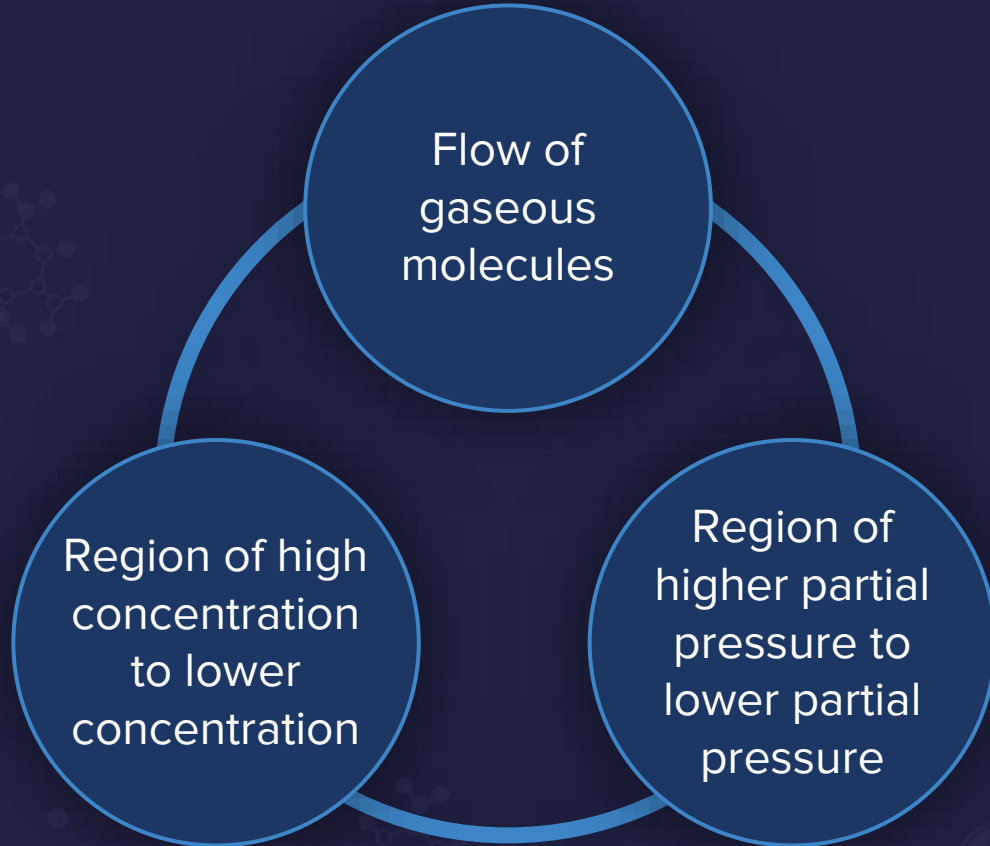 Flow of
gaseous
molecules
Region of high
concentration
to lower
concentration
Region of
higher partial
pressure to
lower partial
pressure